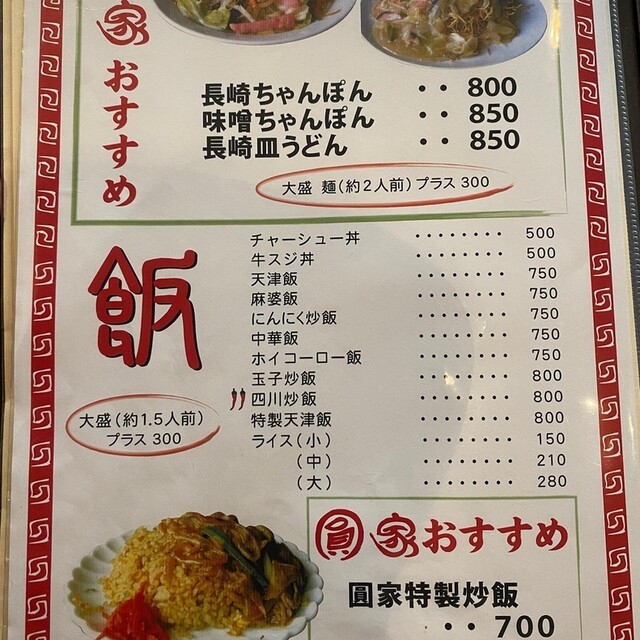 家 おすすめ
長崎ちゃんぽん ・・ 800
味噌ちゃんぽん ・・ 850
長崎皿うどん ・・ 850
大盛 麺(約2人前)プラス300
飯
大盛(約1.5人前)
プラス300
チャーシュー丼 ・・・・・・・・ 500
牛スジ丼 ・・・・・・・・ 500
天津飯 ・・・・・・・・ 750
麻婆飯 ・・・・・・・・ 750
にんにく炒飯 ・・・・・・・・ 750
中華飯 ・・・・・・・・ 750
ホイコーロー飯 ・・・・・・・・ 750
玉子炒飯 ・・・・・・・・ 800
四川炒飯 ・・・・・・・・ 800
特製天津飯 ・・・・・・・・ 800
ライス(小) ・・・・・・・・ 150
(中) ・・・・・・・・ 210
(大) ・・・・・・・・ 280
圓家おすすめ
圓家特製炒飯
・・ 700